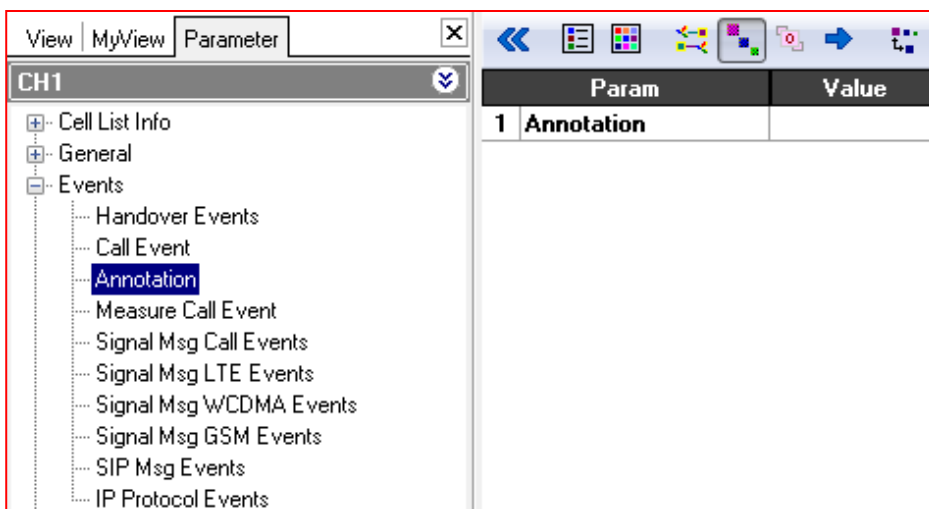 View MyView Parameter
CH1
Cell List Info
General
Events
Handover Events
Call Event
Annotation
Measure Call Event
Signal Msg Call Events
Signal Msg LTE Events
Signal Msg WCDMA Events
Signal Msg GSM Events
SIP Msg Events
IP Protocol Events
Param Value
1 Annotation